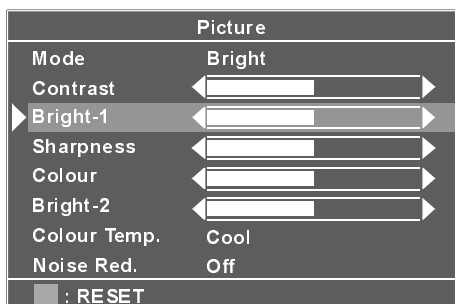 Picture
Mode Bright
Contrast
Bright-1
Sharpness
Colour
Bright-2
Colour Temp. Cool
Noise Red. Off
: RESET